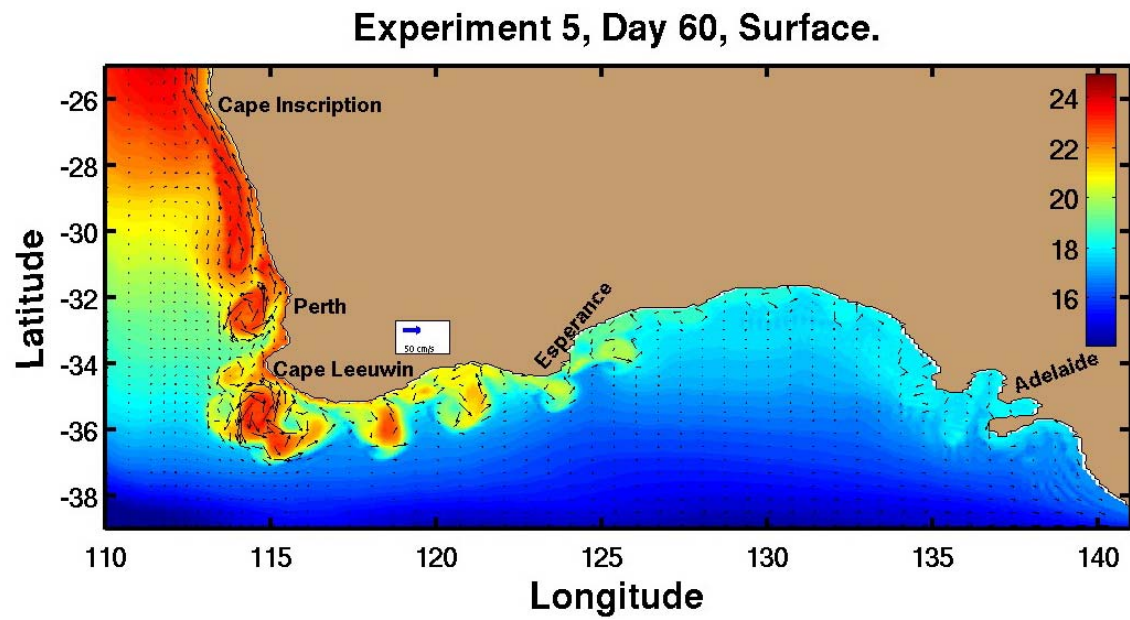 Experiment 5, Day 60, Surface.
-26
-28
-30
-32
-34
-36
-38
Latitude
Cape Inscription
Perth
Cape Leeuwin
50 cm/s
Esperance
Adelaide
24
22
20
18
16
110 115 120 125 130 135 140
Longitude